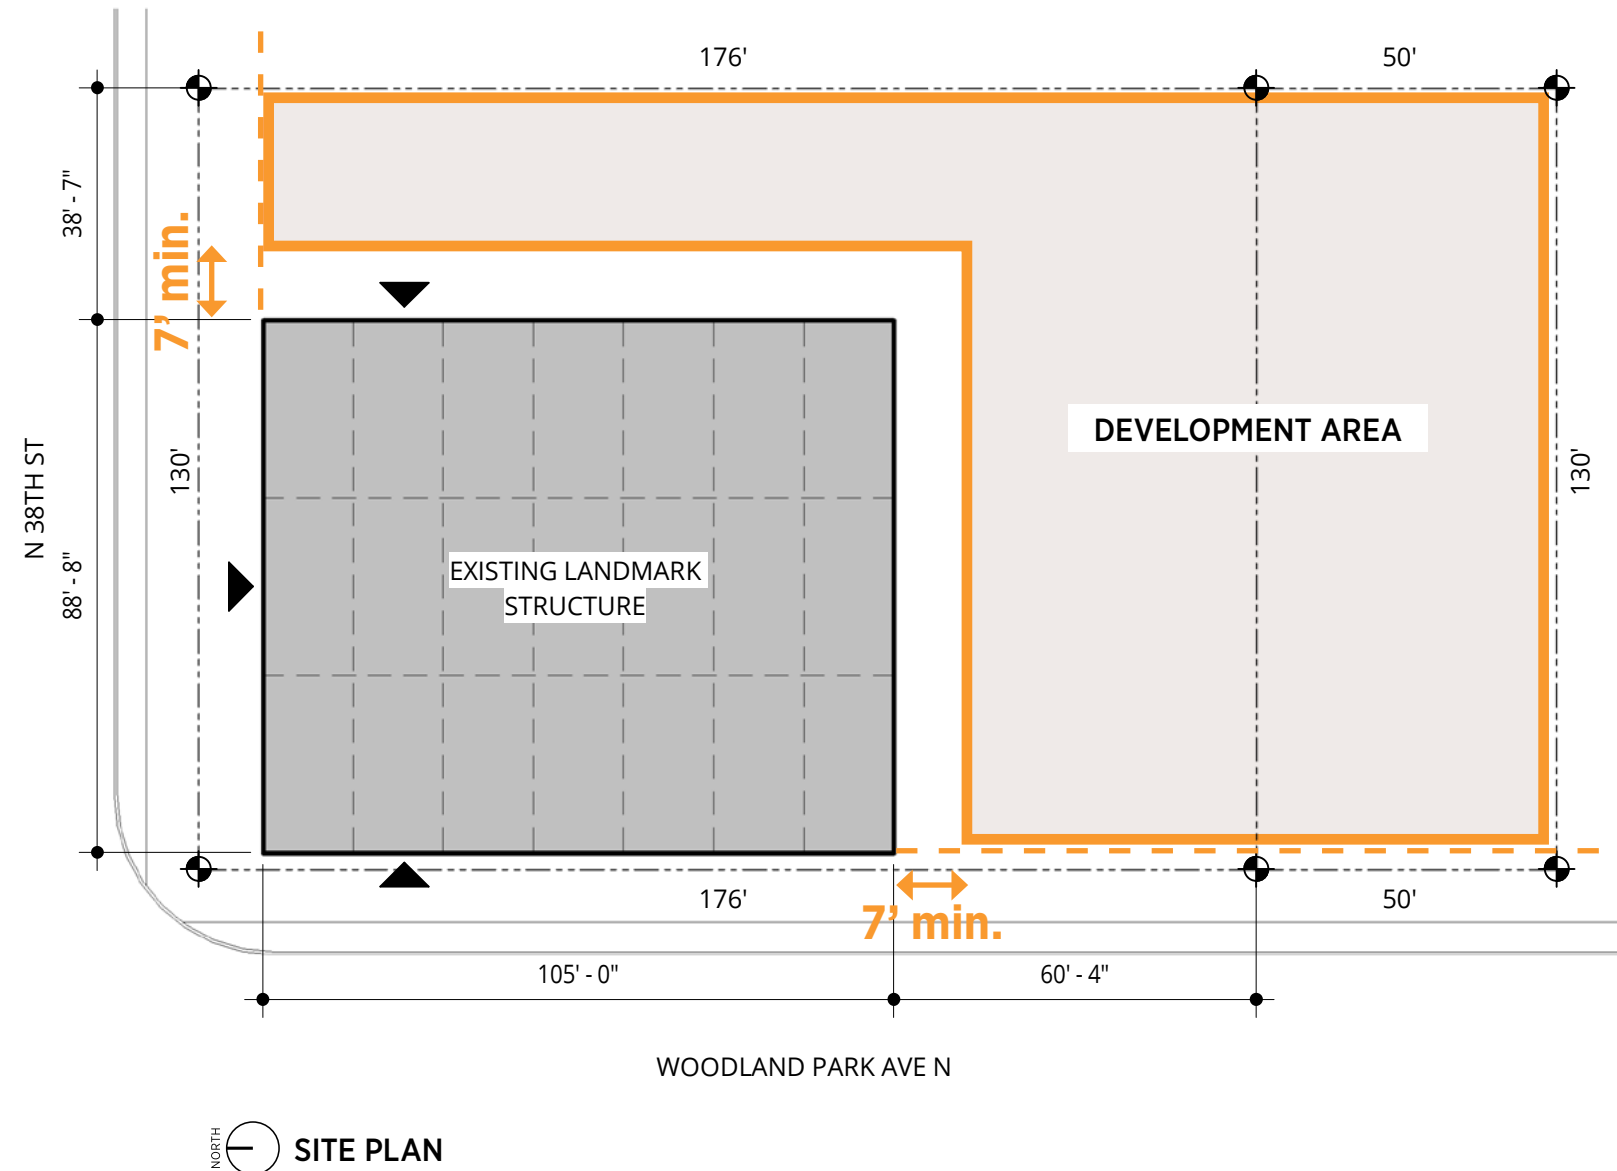 176'
50'
38' - 7"
7’ min.
N 38TH ST
130'
DEVELOPMENT AREA
130'
88' - 8"
EXISTING LANDMARK
STRUCTURE
176'
50'
7’ min.
105' - 0"
60' - 4"
WOODLAND PARK AVE N
NORTH
SITE PLAN